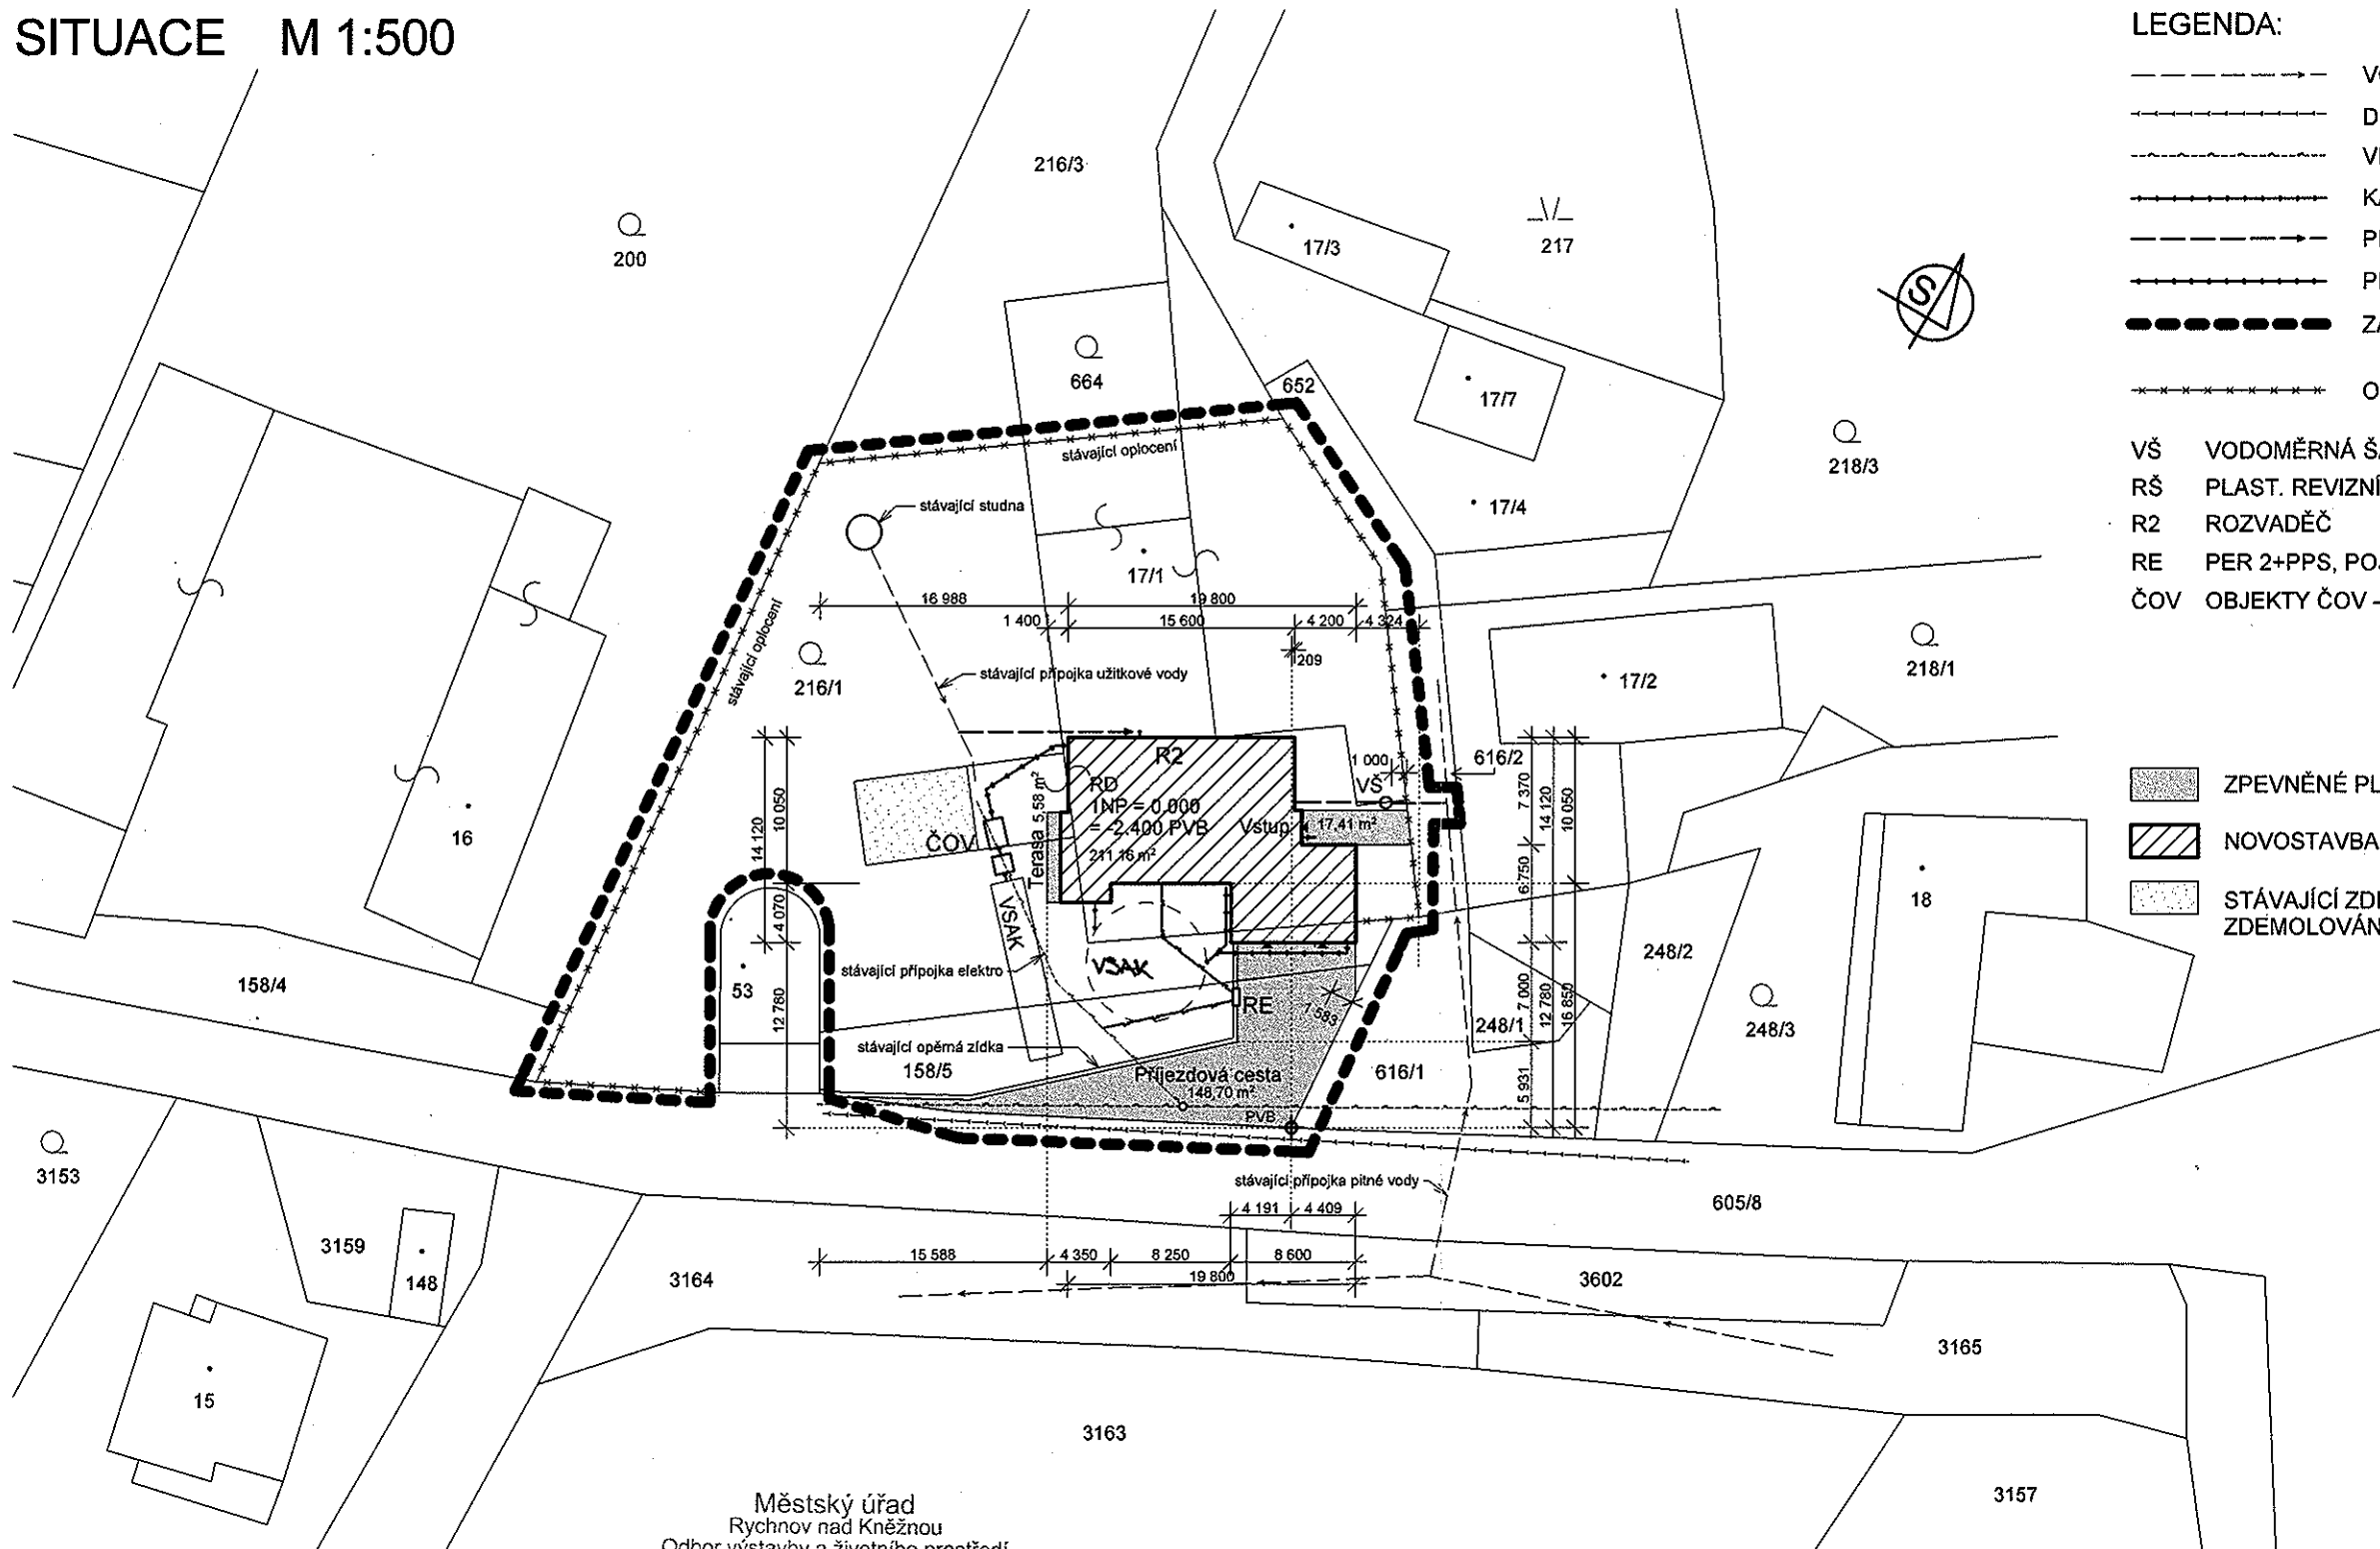 SITUACE M 1:500
LEGENDA:
V
D
V
K
P
P
Z
O
VŠ VODOMĚRNÁ Š
RŠ PLAST. REVIZNÍ
R2 ROZVADĚČ
RE PER 2+PPS, PO
ČOV OBJEKTY ČOV -
ZPEVNĚNÉ PL
NOVOSTAVBA
STÁVAJÍCÍ ZD
ZDEMOLOVÁN
216/3
200
17/3
217
S
664
652
17/7
218/3
stávající oplocení
17/4
stávající studna
17/1
16 988
19 800
1 400
15 600
4 200
4 324
209
stávající oplocení
216/1
stávající přípojka užitkové vody
17/2
218/1
R2
1 000
VŠ
616/2
RD
1NP = 0,000
= -2.400 PVB
211,16 m²
Vstup
17,41 m²
Terasa 5,58 m²
ČOV
14 120
10 050
4 070
12 780
7 370
14 120
10 050
6 750
7 000
12 780
16 850
5 931
16
18
VSAK
VSAK
stávající přípojka elektro
53
158/4
RE
7 583
248/2
248/1
248/3
stávající opěrná zídka
158/5
Příjezdová cesta
148,70 m²
PVB
616/1
3153
stávající přípojka pitné vody
605/8
4 191
4 409
3159
148
15 588
4 350
8 250
8 600
19 800
3164
3602
3165
15
3163
3157
Městský úřad
Rychnov nad Kněžnou
Odbor výstavby a životního prostředí